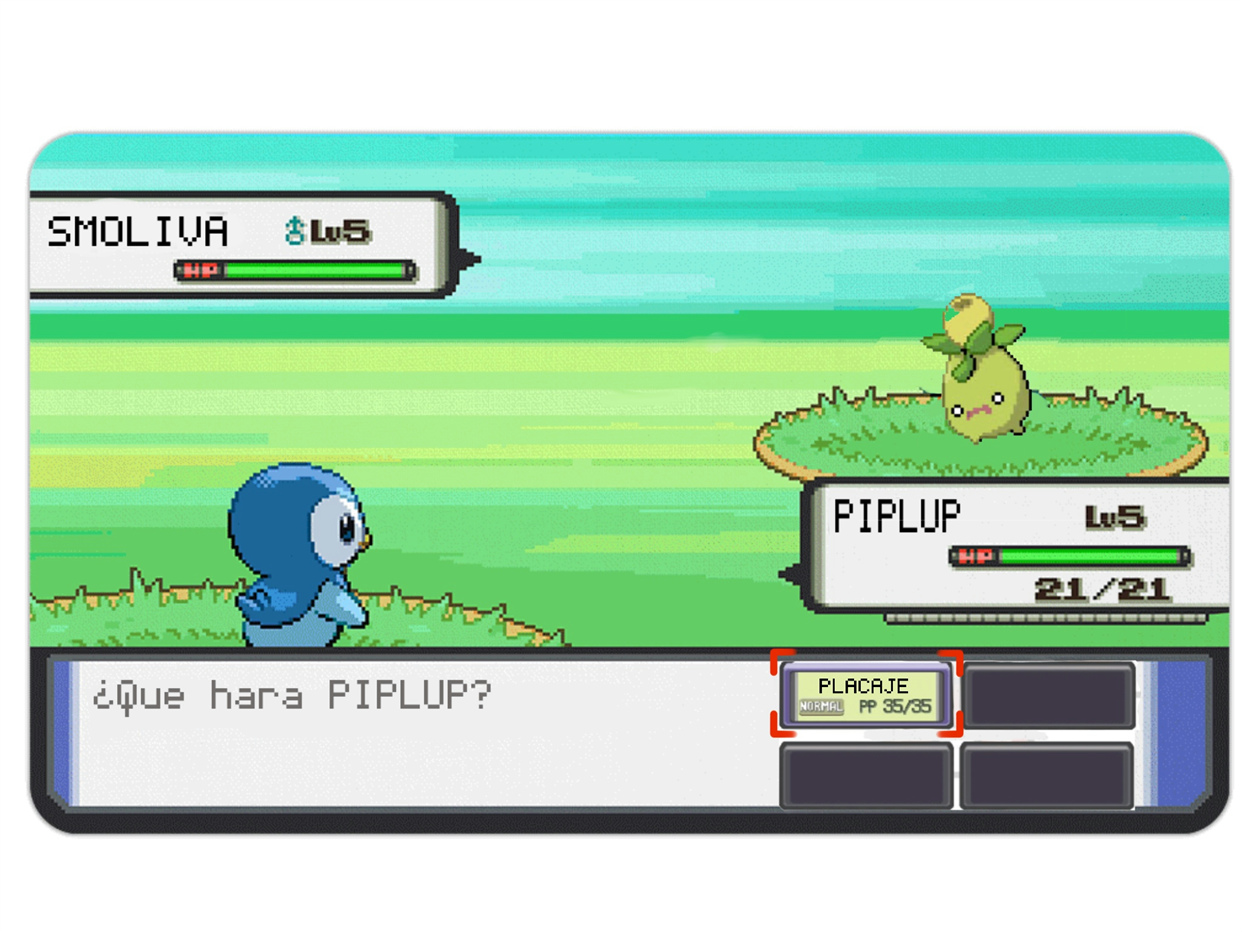 SMOLIVA ♂Lv5
HP
PIPLUP Lv5
HP
21/21
¿Que hara PIPLUP?
PLACAJE
NORMAL PP 35/35